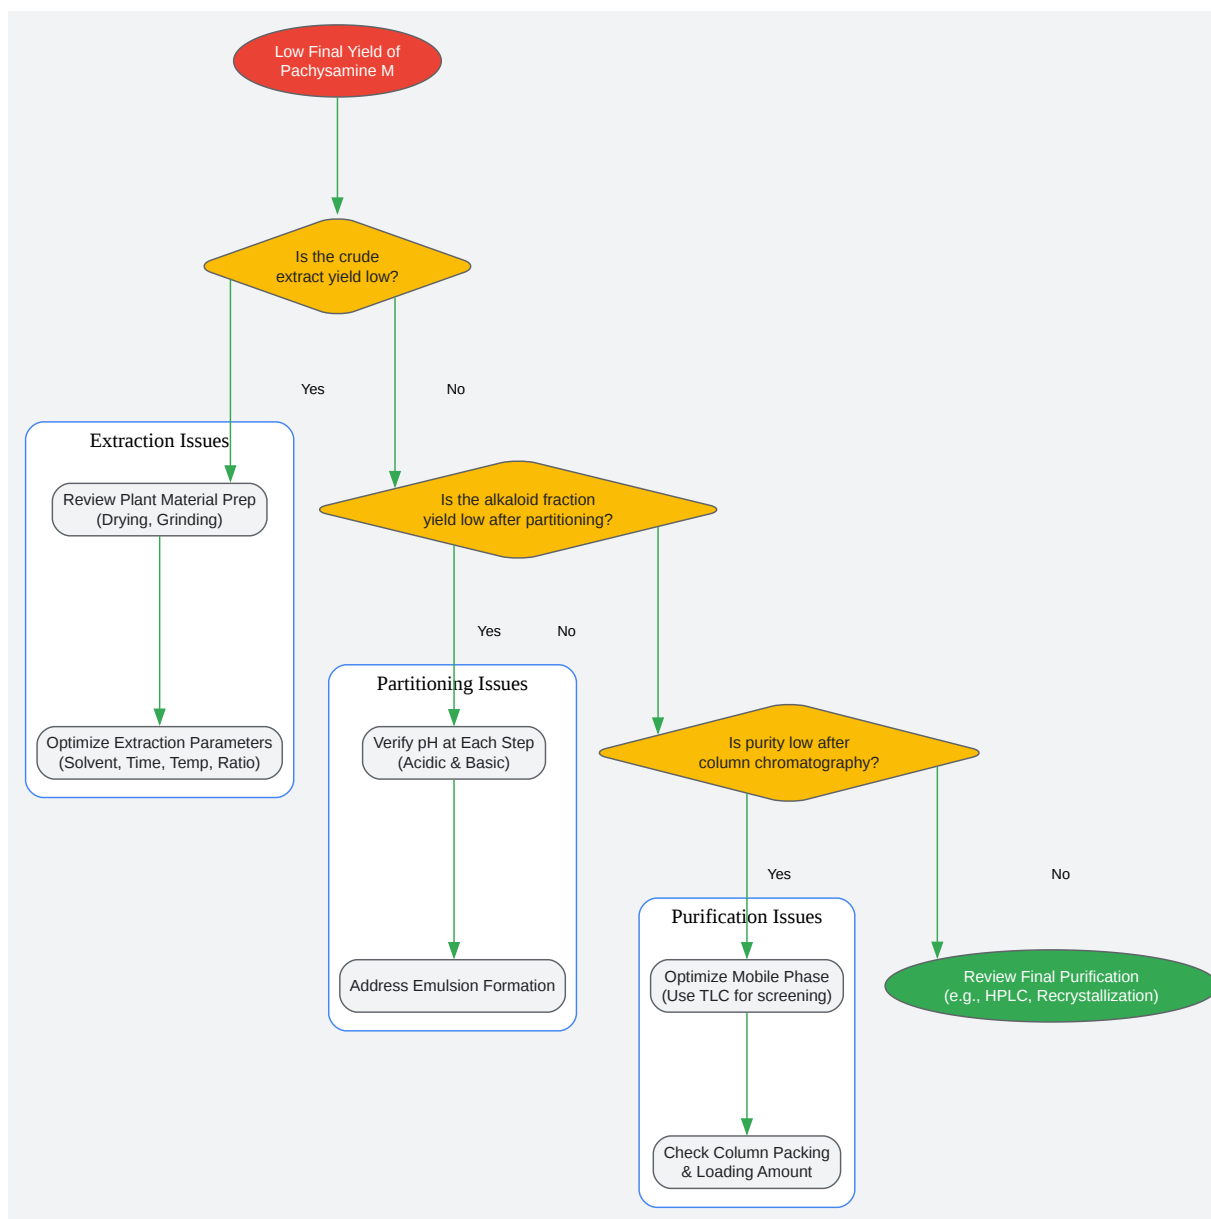 Low Final Yield of
Pachysamine M
Is the crude
extract yield low?
Yes
No
Extraction Issues
Review Plant Material Prep
(Drying, Grinding)
Optimize Extraction Parameters
(Solvent, Time, Temp, Ratio)
Is the alkaloid fraction
yield low after partitioning?
Yes
No
Partitioning Issues
Verify pH at Each Step
(Acidic & Basic)
Address Emulsion Formation
Is purity low after
column chromatography?
Yes
No
Purification Issues
Optimize Mobile Phase
(Use TLC for screening)
Check Column Packing
& Loading Amount
Review Final Purification
(e.g., HPLC, Recrystallization)